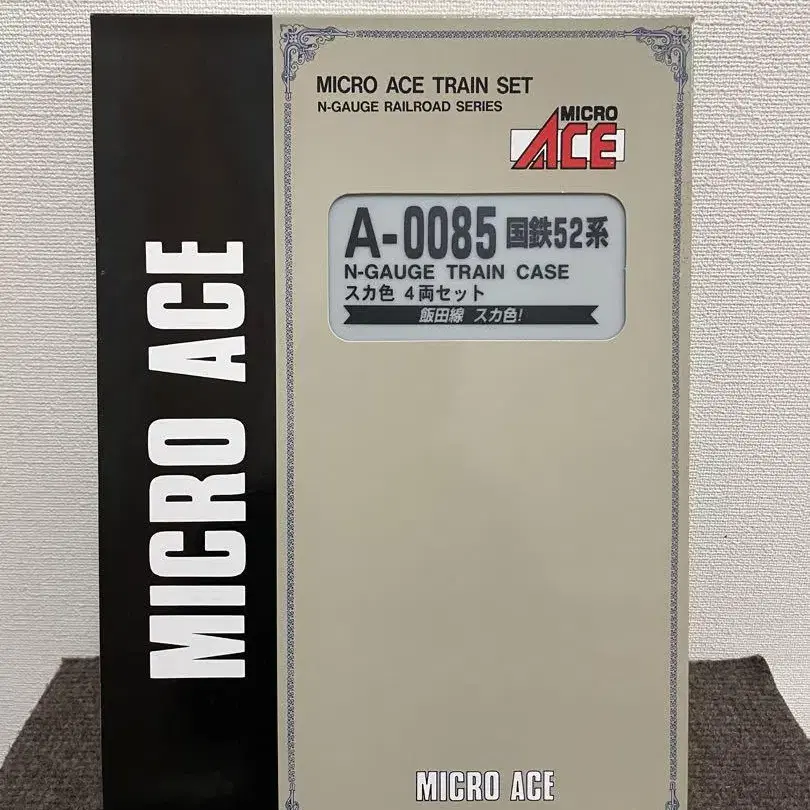 MICRO ACE
MICRO ACE TRAIN SET
N-GAUGE RAILROAD SERIES
MICRO
ACE
A-0085 国鉄52系
N-GAUGE TRAIN CASE
スカ色 4両セット
飯田線 スカ色!
MICRO ACE